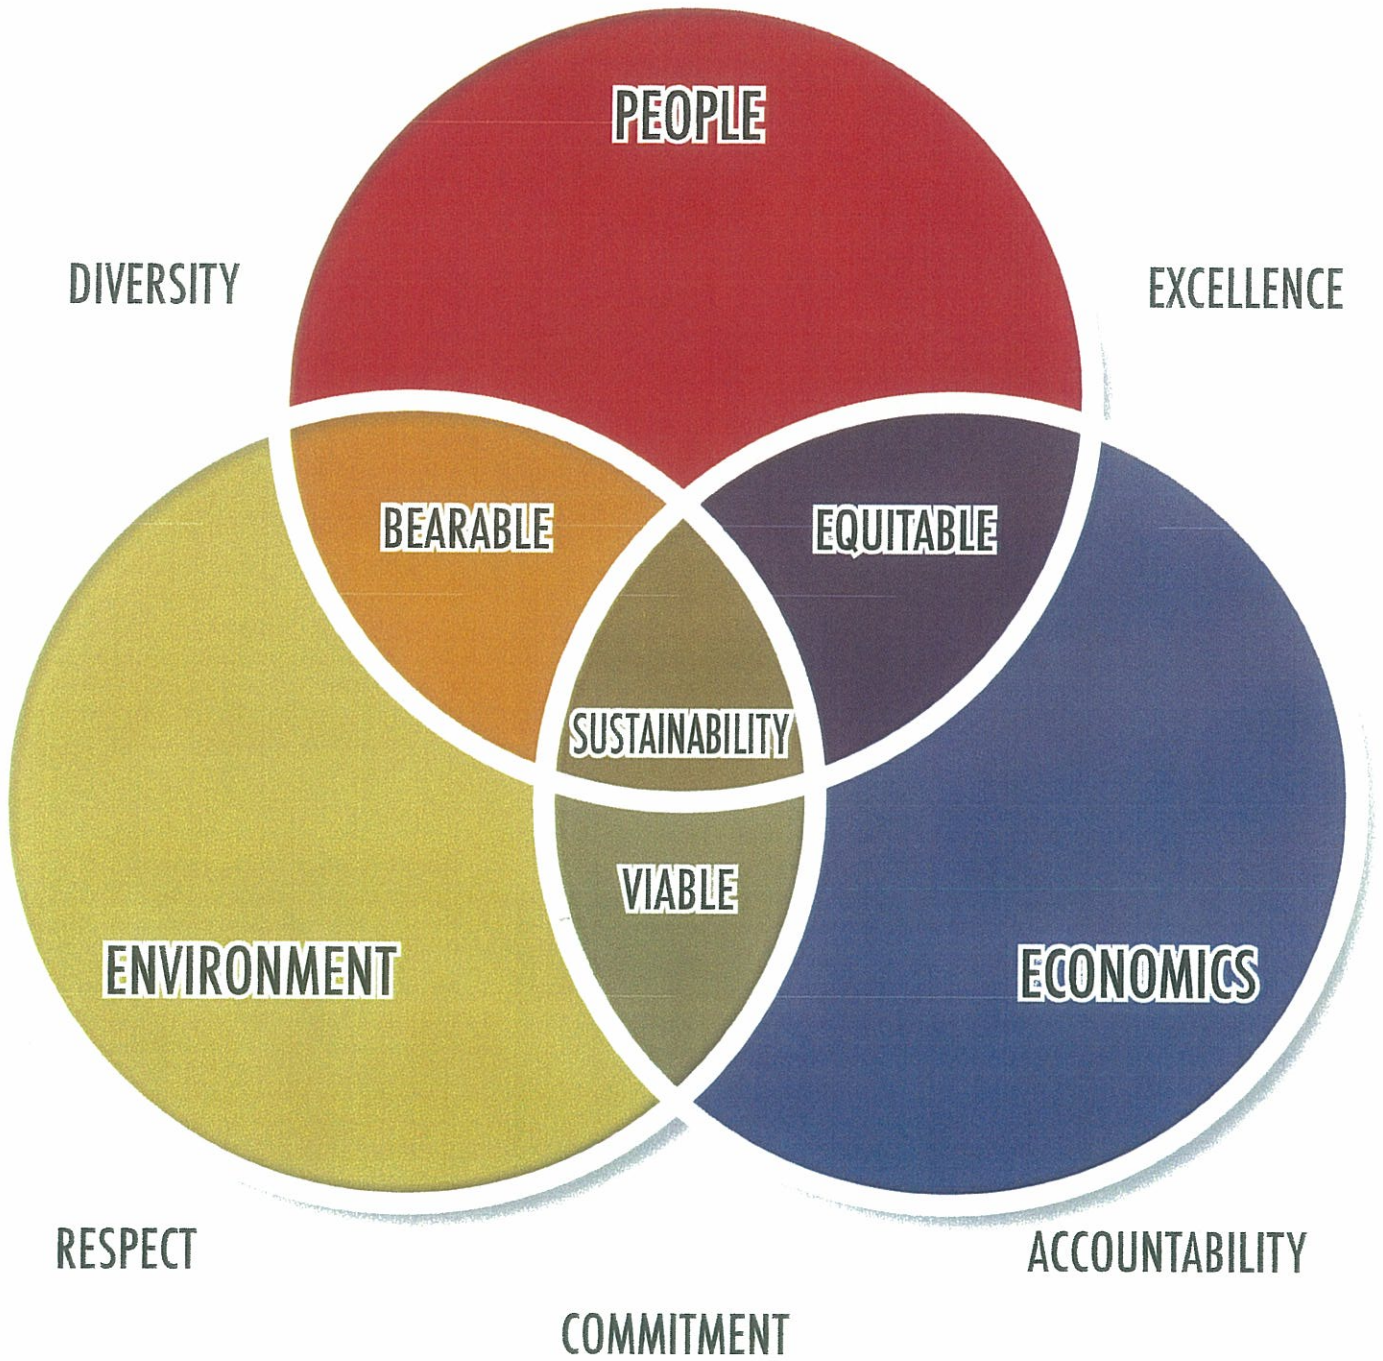 PEOPLE
DIVERSITY
EXCELLENCE
BEARABLE
EQUITABLE
SUSTAINABILITY
VIABLE
ENVIRONMENT
ECONOMICS
RESPECT
ACCOUNTABILITY
COMMITMENT